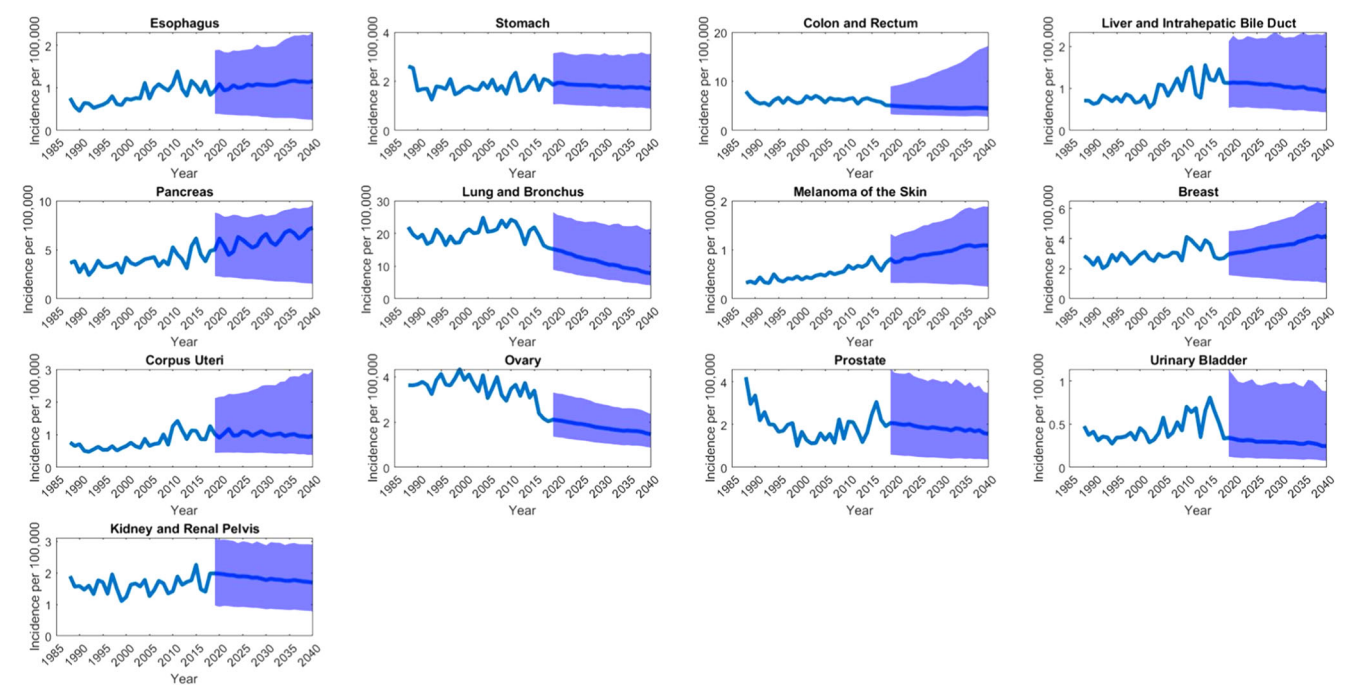 Esophagus
Incidence per 100,000
2
1
0
1985 1990 1995 2000 2005 2010 2015 2020 2025 2030 2035 2040
Year
Stomach
Incidence per 100,000
4
2
0
1985 1990 1995 2000 2005 2010 2015 2020 2025 2030 2035 2040
Year
Colon and Rectum
Incidence per 100,000
20
10
0
1985 1990 1995 2000 2005 2010 2015 2020 2025 2030 2035 2040
Year
Liver and Intrahepatic Bile Duct
Incidence per 100,000
2
1
0
1985 1990 1995 2000 2005 2010 2015 2020 2025 2030 2035 2040
Year
Pancreas
Incidence per 100,000
10
5
0
1985 1990 1995 2000 2005 2010 2015 2020 2025 2030 2035 2040
Year
Lung and Bronchus
Incidence per 100,000
30
20
10
0
1985 1990 1995 2000 2005 2010 2015 2020 2025 2030 2035 2040
Year
Melanoma of the Skin
Incidence per 100,000
2
1
0
1985 1990 1995 2000 2005 2010 2015 2020 2025 2030 2035 2040
Year
Breast
Incidence per 100,000
6
4
2
0
1985 1990 1995 2000 2005 2010 2015 2020 2025 2030 2035 2040
Year
Corpus Uteri
Incidence per 100,000
3
2
1
0
1985 1990 1995 2000 2005 2010 2015 2020 2025 2030 2035 2040
Year
Ovary
Incidence per 100,000
4
2
0
1985 1990 1995 2000 2005 2010 2015 2020 2025 2030 2035 2040
Year
Prostate
Incidence per 100,000
4
2
0
1985 1990 1995 2000 2005 2010 2015 2020 2025 2030 2035 2040
Year
Urinary Bladder
Incidence per 100,000
1
0.5
0
1985 1990 1995 2000 2005 2010 2015 2020 2025 2030 2035 2040
Year
Kidney and Renal Pelvis
Incidence per 100,000
3
2
1
0
1985 1990 1995 2000 2005 2010 2015 2020 2025 2030 2035 2040
Year